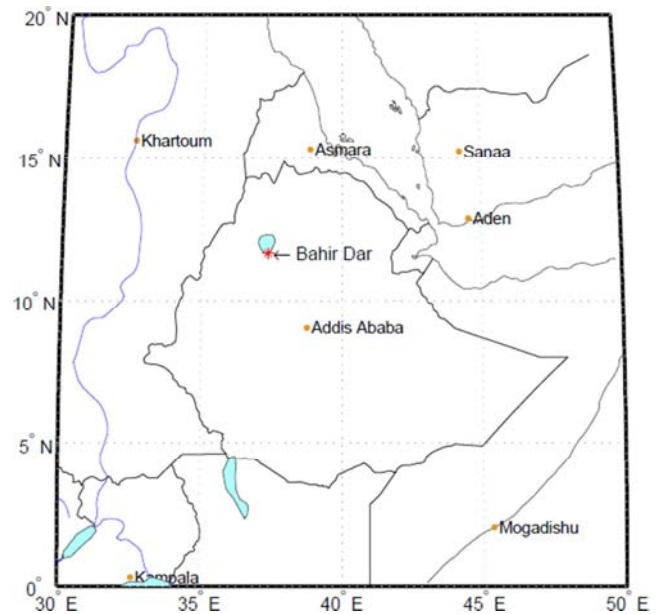 20° N
Khartoum
Asmara
Sanaa
15° N
Aden
← Bahir Dar
10° N
Addis Ababa
5° N
Mogadishu
Kampala
0°
30 E
35 E
40 E
45 E
50 E